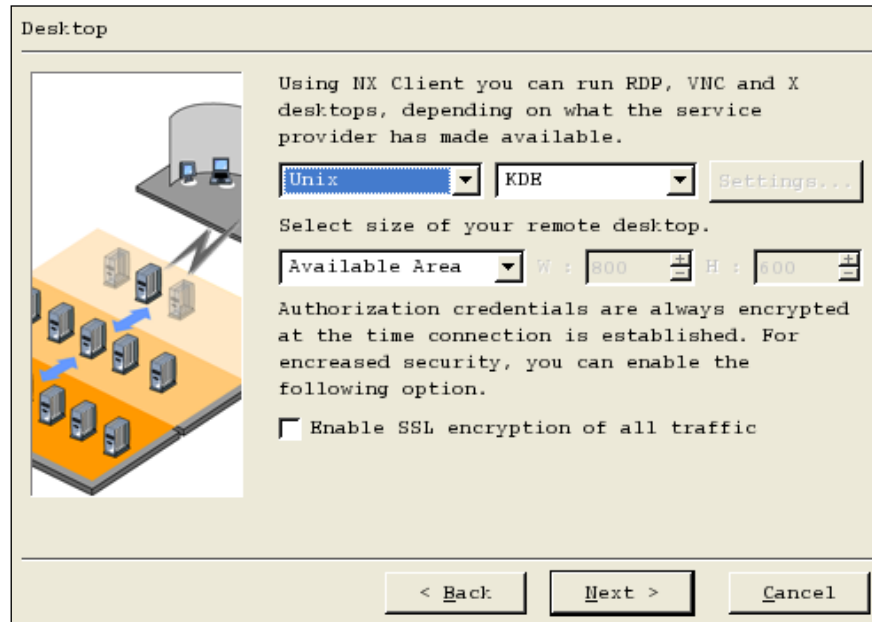 Desktop
Using NX Client you can run RDP, VNC and X
desktops, depending on what the service
provider has made available.
Unix KDE Settings...
Select size of your remote desktop.
Available Area W : 800 H : 600
Authorization credentials are always encrypted
at the time connection is established. For
encreased security, you can enable the
following option.
Enable SSL encryption of all traffic
< Back Next > Cancel